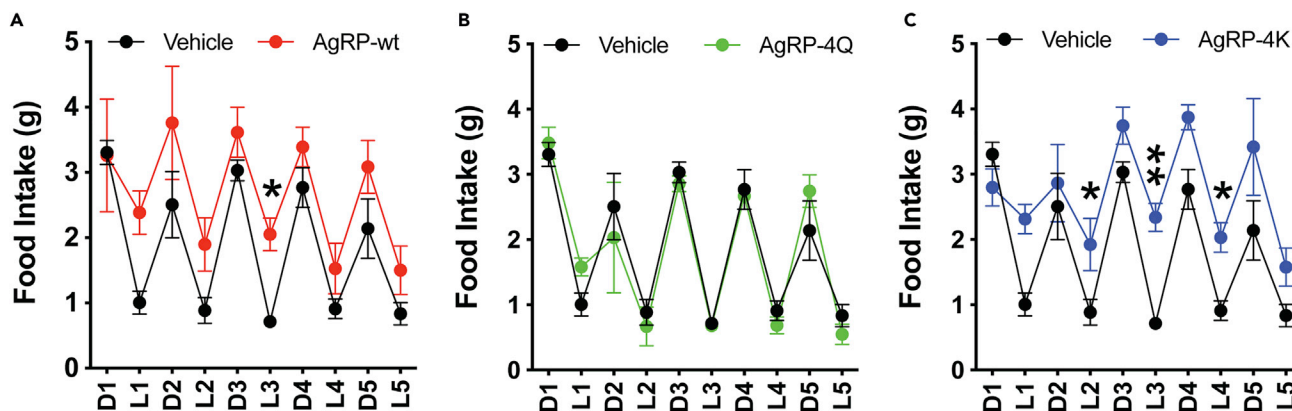 A
Vehicle AgRP-wt
Food Intake (g)
5
4
3
2
1
0
*
D1 L1 D2 L2 D3 L3 D4 L4 D5 L5
B
Vehicle AgRP-4Q
Food Intake (g)
5
4
3
2
1
0
D1 L1 D2 L2 D3 L3 D4 L4 D5 L5
C
Vehicle AgRP-4K
Food Intake (g)
5
4
3
2
1
0
* ** *
D1 L1 D2 L2 D3 L3 D4 L4 D5 L5